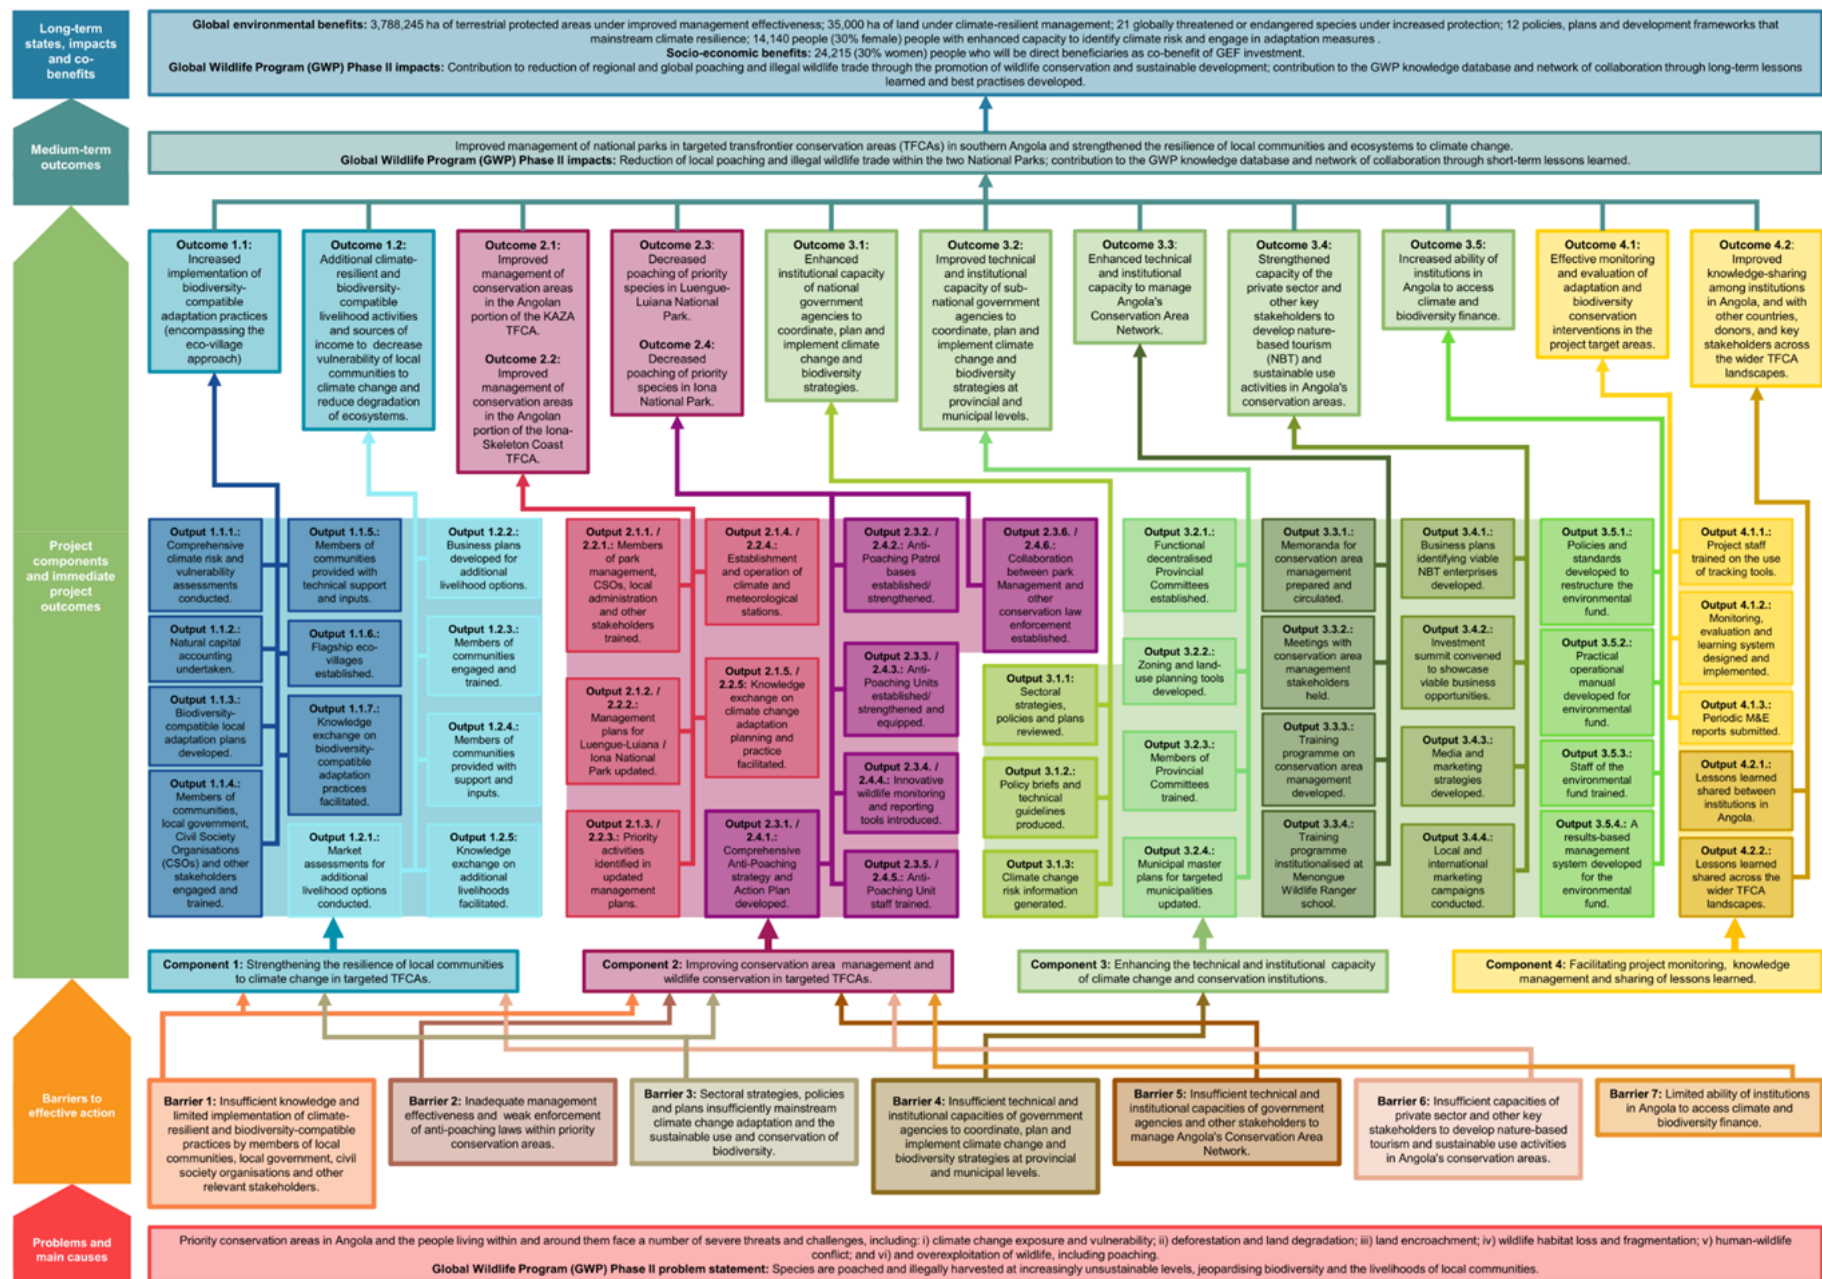 Long-term
states, impacts
and co-
benefits
Global environmental benefits: 3,788,245 ha of terrestrial protected areas under improved management effectiveness; 35,000 ha of land under climate-resilient management; 21 globally threatened or endangered species under increased protection; 12 policies, plans and development frameworks that
mainstream climate resilience; 14,140 people (30% female) people with enhanced capacity to identify climate risk and engage in adaptation measures .
Socio-economic benefits: 24,215 (30% women) people who will be direct beneficiaries as co-benefit of GEF investment.
Global Wildlife Program (GWP) Phase II impacts: Contribution to reduction of regional and global poaching and illegal wildlife trade through the promotion of wildlife conservation and sustainable development; contribution to the GWP knowledge database and network of collaboration through long-term lessons
learned and best practises developed.
Medium-term
outcomes
Improved management of national parks in targeted transfrontier conservation areas (TFCAs) in southern Angola and strengthened the resilience of local communities and ecosystems to climate change.
Global Wildlife Program (GWP) Phase II impacts: Reduction of local poaching and illegal wildlife trade within the two National Parks; contribution to the GWP knowledge database and network of collaboration through short-term lessons learned.
Project
components
and immediate
project
outcomes
Outcome 1.1:
Increased
implementation of
biodiversity-
compatible
adaptation practices
(encompassing the
eco-village
approach)
Outcome 1.2:
Additional climate-
resilient and
biodiversity-
compatible
livelihood activities
and sources of
income to decrease
vulnerability of local
communities to
climate change and
reduce degradation
of ecosystems.
Outcome 2.1:
Improved
management of
conservation areas
in the Angolan
portion of the KAZA
TFCA.
Outcome 2.2:
Improved
management of
conservation areas
in the Angolan
portion of the Iona-
Skeleton Coast
TFCA.
Outcome 2.3:
Decreased
poaching of priority
species in Luengue-
Luiana National
Park.
Outcome 2.4:
Decreased
poaching of priority
species in Iona
National Park.
Outcome 3.1:
Enhanced
institutional capacity
of national
government
agencies to
coordinate, plan and
implement climate
change and
biodiversity
strategies.
Outcome 3.2:
Improved technical
and institutional
capacity of sub-
national government
agencies to
coordinate, plan and
implement climate
change and
biodiversity
strategies at
provincial and
municipal levels.
Outcome 3.3:
Enhanced technical
and institutional
capacity to manage
Angola's
Conservation Area
Network.
Outcome 3.4:
Strengthened
capacity of the
private sector and
other key
stakeholders to
develop nature-
based tourism
(NBT) and
sustainable use
activities in Angola's
conservation areas.
Outcome 3.5:
Increased ability of
institutions in
Angola to access
climate and
biodiversity finance.
Outcome 4.1:
Effective monitoring
and evaluation of
adaptation and
biodiversity
conservation
interventions in the
project target areas.
Outcome 4.2:
Improved
knowledge-sharing
among institutions
in Angola, and with
other countries,
donors, and key
stakeholders across
the wider TFCA
landscapes.
Output 1.1.1.:
Comprehensive
climate risk and
vulnerability
assessments
conducted.
Output 1.1.2.:
Natural capital
accounting
undertaken.
Output 1.1.3.:
Biodiversity-
compatible local
adaptation plans
developed.
Output 1.1.4.:
Members of
communities,
local government,
Civil Society
Organisations
(CSOs) and other
stakeholders
engaged and
trained.
Output 1.1.5.:
Members of
communities
provided with
technical support
and inputs.
Output 1.1.6.:
Flagship eco-
villages
established.
Output 1.1.7.:
Knowledge
exchange on
biodiversity-
compatible
adaptation
practices
facilitated.
Output 1.2.1.:
Market
assessments for
additional
livelihood options
conducted.
Output 1.2.2.:
Business plans
developed for
additional
livelihood options.
Output 1.2.3.:
Members of
communities
engaged and
trained.
Output 1.2.4.:
Members of
communities
provided with
support and
inputs.
Output 1.2.5:
Knowledge
exchange on
additional
livelihoods
facilitated.
Output 2.1.1. /
2.2.1.: Members
of park
management,
CSOs, local
administration
and other
stakeholders
trained.
Output 2.1.2. /
2.2.2.:
Management
plans for
Luengue-Luiana /
Iona National
Park updated.
Output 2.1.3. /
2.2.3.: Priority
activities
identified in
updated
management
plans.
Output 2.1.4. /
2.2.4.:
Establishment
and operation of
climate and
meteorological
stations.
Output 2.1.5. /
2.2.5: Knowledge
exchange on
climate change
adaptation
planning and
practice
facilitated.
Output 2.3.1. /
2.4.1.:
Comprehensive
Anti-Poaching
strategy and
Action Plan
developed.
Output 2.3.2. /
2.4.2.: Anti-
Poaching Patrol
bases
established/
strengthened.
Output 2.3.3. /
2.4.3.: Anti-
Poaching Units
established/
strengthened and
equipped.
Output 2.3.4. /
2.4.4.: Innovative
wildlife monitoring
and reporting
tools introduced.
Output 2.3.5. /
2.4.5.: Anti-
Poaching Unit
staff trained.
Output 2.3.6. /
2.4.6.:
Collaboration
between park
Management and
other
conservation law
enforcement
established.
Output 3.1.1:
Sectoral
strategies,
policies and plans
reviewed.
Output 3.1.2.:
Policy briefs and
technical
guidelines
produced.
Output 3.1.3:
Climate change
risk information
generated.
Output 3.2.1.:
Functional
decentralised
Provincial
Committees
established.
Output 3.2.2.:
Zoning and land-
use planning tools
developed.
Output 3.2.3.:
Members of
Provincial
Committees
trained.
Output 3.2.4.:
Municipal master
plans for targeted
municipalities
updated.
Output 3.3.1.:
Memoranda for
conservation area
management
prepared and
circulated.
Output 3.3.2.:
Meetings with
conservation area
management
stakeholders
held.
Output 3.3.3.:
Training
programme on
conservation area
management
developed.
Output 3.3.4.:
Training
programme
institutionalised at
Menongue
Wildlife Ranger
school.
Output 3.4.1.:
Business plans
identifying viable
NBT enterprises
developed.
Output 3.4.2.:
Investment
summit convened
to showcase
viable business
opportunities.
Output 3.4.3.:
Media and
marketing
strategies
developed.
Output 3.4.4.:
Local and
international
marketing
campaigns
conducted.
Output 3.5.1.:
Policies and
standards
developed to
restructure the
environmental
fund.
Output 3.5.2.:
Practical
operational
manual
developed for
environmental
fund.
Output 3.5.3.:
Staff of the
environmental
fund trained.
Output 3.5.4.: A
results-based
management
system developed
for the
environmental
fund.
Output 4.1.1.:
Project staff
trained on the use
of tracking tools.
Output 4.1.2.:
Monitoring,
evaluation and
learning system
designed and
implemented.
Output 4.1.3.:
Periodic M&E
reports submitted.
Output 4.2.1.:
Lessons learned
shared between
institutions in
Angola.
Output 4.2.2.:
Lessons learned
shared across the
wider TFCA
landscapes.
Component 1: Strengthening the resilience of local communities
to climate change in targeted TFCAs.
Component 2: Improving conservation area management and
wildlife conservation in targeted TFCAs.
Component 3: Enhancing the technical and institutional capacity
of climate change and conservation institutions.
Component 4: Facilitating project monitoring, knowledge
management and sharing of lessons learned.
Barriers to
effective action
Barrier 1: Insufficient knowledge and
limited implementation of climate-
resilient and biodiversity-compatible
practices by members of local
communities, local government, civil
society organisations and other
relevant stakeholders.
Barrier 2: Inadequate management
effectiveness and weak enforcement
of anti-poaching laws within priority
conservation areas.
Barrier 3: Sectoral strategies, policies
and plans insufficiently mainstream
climate change adaptation and the
sustainable use and conservation of
biodiversity.
Barrier 4: Insufficient technical and
institutional capacities of government
agencies to coordinate, plan and
implement climate change and
biodiversity strategies at provincial
and municipal levels.
Barrier 5: Insufficient technical and
institutional capacities of government
agencies and other stakeholders to
manage Angola's Conservation Area
Network.
Barrier 6: Insufficient capacities of
private sector and other key
stakeholders to develop nature-based
tourism and sustainable use activities
in Angola's conservation areas.
Barrier 7: Limited ability of institutions
in Angola to access climate and
biodiversity finance.
Problems and
main causes
Priority conservation areas in Angola and the people living within and around them face a number of severe threats and challenges, including: i) climate change exposure and vulnerability; ii) deforestation and land degradation; iii) land encroachment; iv) wildlife habitat loss and fragmentation; v) human-wildlife
conflict; and vi) and overexploitation of wildlife, including poaching.
Global Wildlife Program (GWP) Phase II problem statement: Species are poached and illegally harvested at increasingly unsustainable levels, jeopardising biodiversity and the livelihoods of local communities.